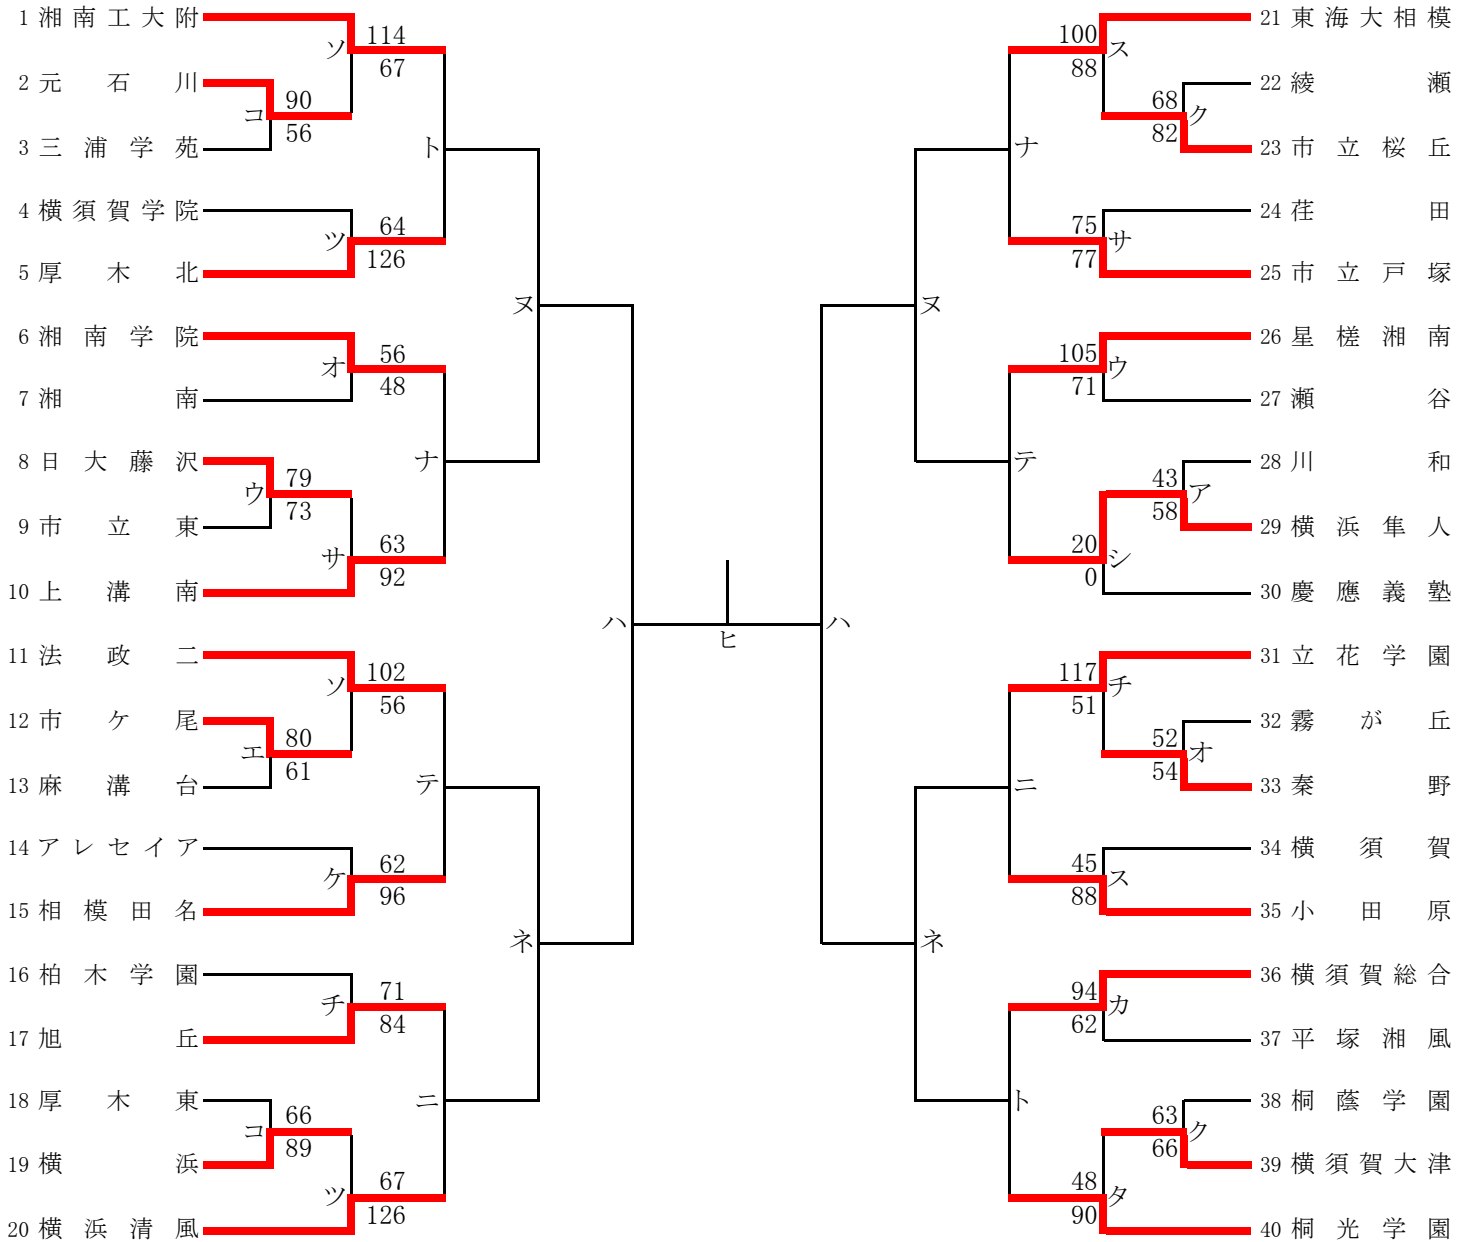 1 湘南工大附
ソ 114
67
2 元石川
コ 90
56
3 三浦学苑
ト
4 横須賀学院
ツ 64
126
5 厚木北
ヌ
6 湘南学院
オ 56
48
7 湘南
ナ
8 日大藤沢
ウ 79
73
9 市立東
サ 63
92
10 上溝南
ハ
11 法政二
ソ 102
56
12 市ケ尾
エ 80
61
13 麻溝台
テ
14 アレセイア
ケ 62
96
15 相模田名
ネ
16 柏木学園
チ 71
84
17 旭丘
ニ
18 厚木東
コ 66
89
19 横浜
ツ 67
126
20 横浜清風
ヒ
21 東海大相模
100 ス
88
22 綾瀬
68 ク
82
23 市立桜丘
ナ
24 荏田
75 サ
77
25 市立戸塚
ヌ
26 星槎湘南
105 ウ
71
27 瀬谷
テ
28 川和
43 ア
58
29 横浜隼人
20 シ
0
30 慶應義塾
ハ
31 立花学園
117 チ
51
32 霧が丘
52 オ
54
33 秦野
ニ
34 横須賀
45 ス
88
35 小田原
ネ
36 横須賀総合
94 カ
62
37 平塚湘風
ト
38 桐蔭学園
63 ク
66
39 横須賀大津
48 タ
90
40 桐光学園